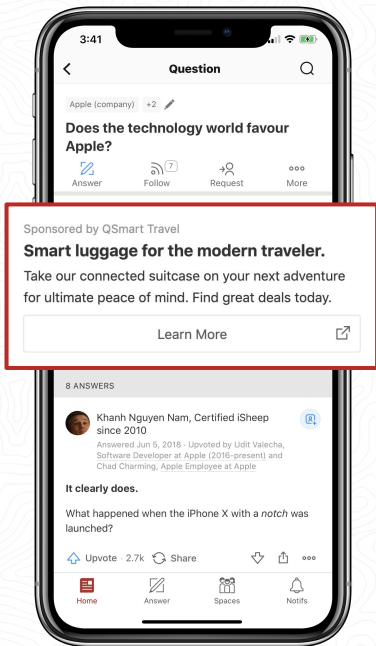 3:41
Question
Apple (company) +2
Does the technology world favour
Apple?
7
Answer Follow Request More
Sponsored by QSmart Travel
Smart luggage for the modern traveler.
Take our connected suitcase on your next adventure
for ultimate peace of mind. Find great deals today.
Learn More
8 ANSWERS
Khanh Nguyen Nam, Certified iSheep
since 2010
Answered Jun 5, 2018 · Upvoted by Udit Valecha,
Software Developer at Apple (2016-present) and
Chad Charming, Apple Employee at Apple
It clearly does.
What happened when the iPhone X with a notch was
launched?
Upvote · 2.7k Share
Home Answer Spaces Notifs